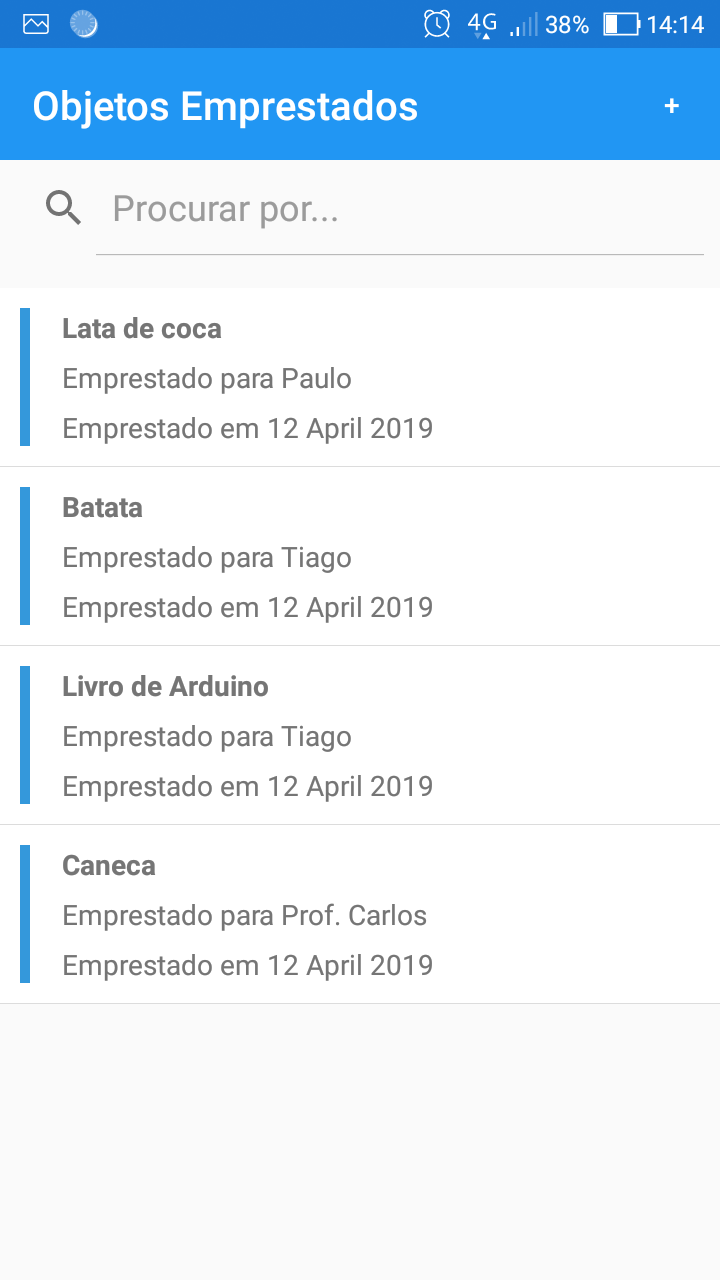 4G 38% 14:14
Objetos Emprestados +
Procurar por...
Lata de coca
Emprestado para Paulo
Emprestado em 12 April 2019
Batata
Emprestado para Tiago
Emprestado em 12 April 2019
Livro de Arduino
Emprestado para Tiago
Emprestado em 12 April 2019
Caneca
Emprestado para Prof. Carlos
Emprestado em 12 April 2019